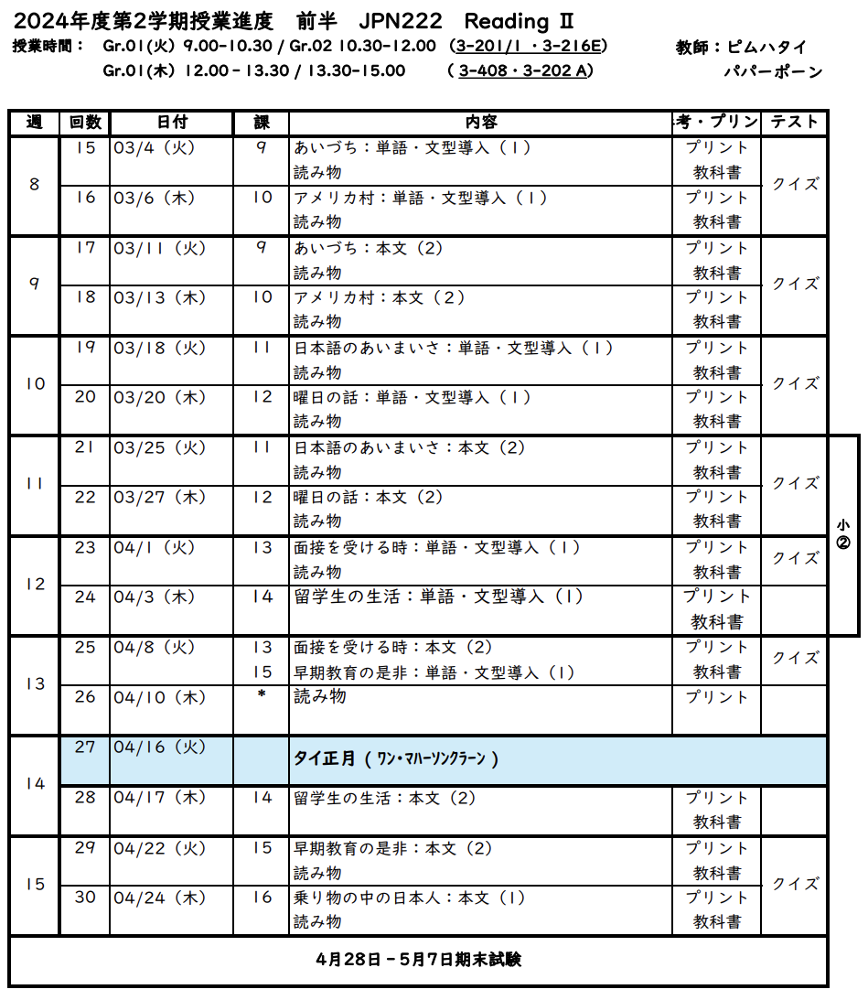 2024年度第2学期授業進度　前半　JPN222　Reading Ⅱ
授業時間：　Gr.01(火) 9.00-10.30 / Gr.02 10.30-12.00 （3-201/1 ・3-216E）　教師：ピムハタイ
Gr.01(木) 12.00 – 13.30 / 13.30-15.00　（ 3-408・3-202 A）　パパーポーン
週　回数　日付　課　内容　考・プリン　テスト
8　15　03/4（火）　9　あいづち：単語・文型導入（1）　プリント　クイズ
読み物　教科書
16　03/6（木）　10　アメリカ村：単語・文型導入（1）　プリント
読み物　教科書
9　17　03/11（火）　9　あいづち：本文（2）　プリント　クイズ
読み物　教科書
18　03/13（木）　10　アメリカ村：本文（2）　プリント
読み物　教科書
10　19　03/18（火）　11　日本語のあいまいさ：単語・文型導入（1）　プリント　クイズ
読み物　教科書
20　03/20（木）　12　曜日の話：単語・文型導入（1）　プリント
読み物　教科書
11　21　03/25（火）　11　日本語のあいまいさ：本文（2）　プリント　クイズ
読み物　教科書
22　03/27（木）　12　曜日の話：本文（2）　プリント
読み物　教科書
小②
12　23　04/1（火）　13　面接を受ける時：単語・文型導入（1）　プリント　クイズ
読み物　教科書
24　04/3（木）　14　留学生の生活：単語・文型導入（1）　プリント
教科書
13　25　04/8（火）　13　面接を受ける時：本文（2）　プリント　クイズ
15　早期教育の是非：単語・文型導入（1）　教科書
26　04/10（木）　*　読み物　プリント
14　27　04/16（火）　タイ正月 ( ﾜﾝ･ﾏﾊｰｿﾝｸﾗｰﾝ )
28　04/17（木）　14　留学生の生活：本文（2）　プリント
教科書
15　29　04/22（火）　15　早期教育の是非：本文（2）　プリント　クイズ
読み物　教科書
30　04/24（木）　16　乗り物の中の日本人：本文（1）　プリント
読み物　教科書
4月28日 – 5月7日期末試験